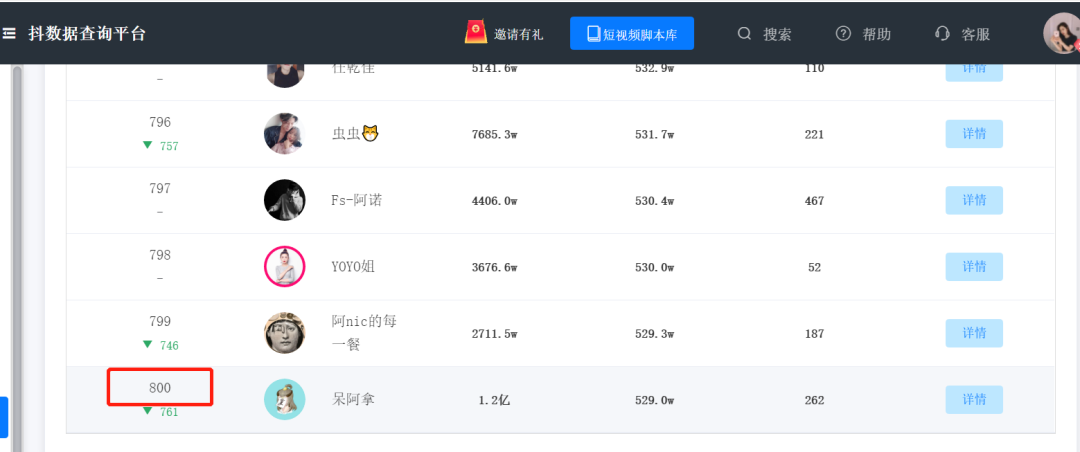 抖数据查询平台 邀请有礼 短视频脚本库 搜索 帮助 客服
任乾佳 5141.6w 532.9w 110 详情
–
796 虫虫 7685.3w 531.7w 221 详情
757
797 Fs-阿诺 4406.0w 530.4w 467 详情
–
798 YOYO姐 3676.6w 530.0w 52 详情
–
799 阿nic的每 2711.5w 529.3w 187 详情
746 一餐
800 呆阿拿 1.2亿 529.0w 262 详情
761